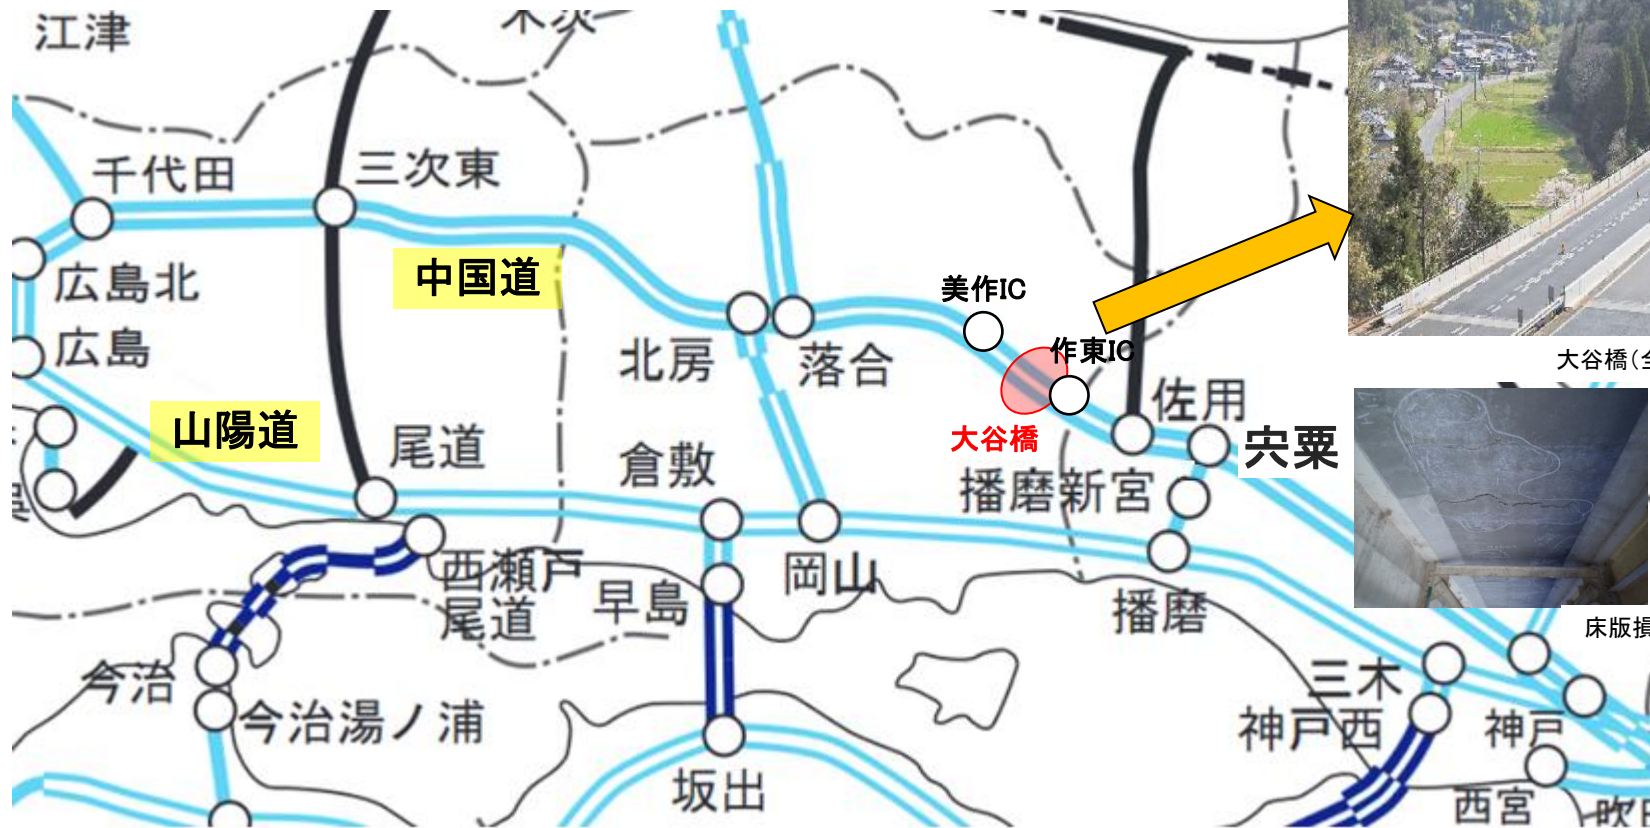 江津
千代田
三次東
広島北
中国道
広島
美作IC
作東IC
北房
落合
大谷橋(
佐用
宍粟
山陽道
尾道
倉敷
大谷橋
播磨新宮
西瀬戸
尾道
早島
岡山
播磨
床版損
今治
三木
今治湯ノ浦
神戸西
神戸
坂出
西宮